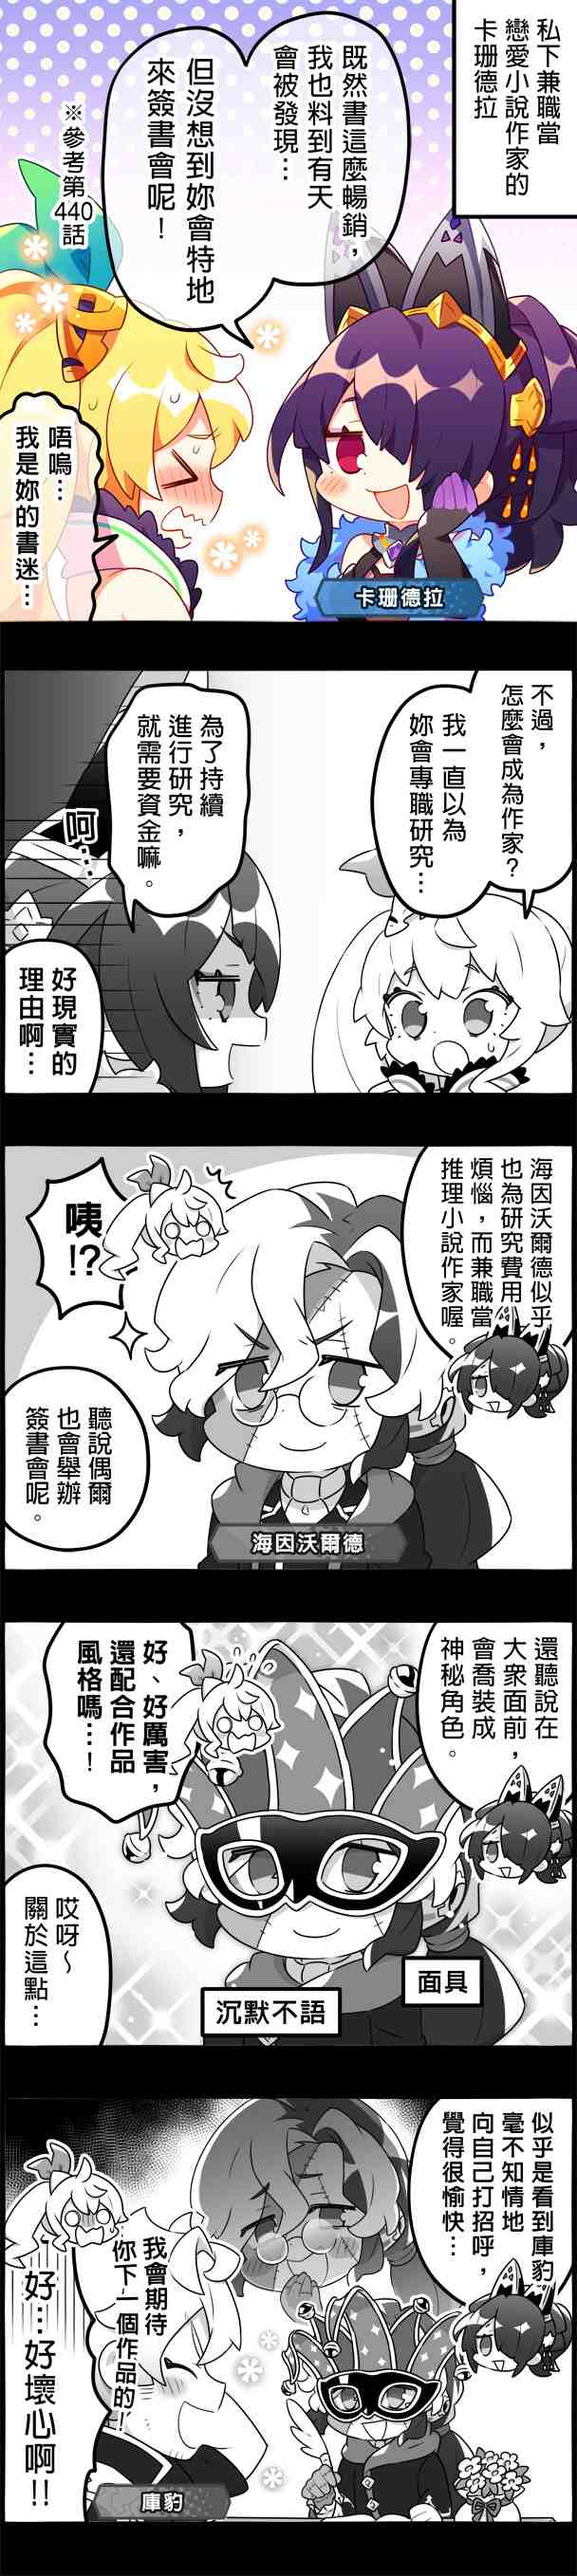 私下兼職當
戀愛小說作家的
卡珊德拉
既然書這麼暢銷，
我也料到有天
會被發現…
但沒想到妳會特地
來簽書會呢！
※參考第440話
唔嗚…
我是妳的書迷…
卡珊德拉
不過，
怎麼會成為作家？
我一直以為
妳會專職研究…
為了持續
進行研究，
就需要資金嘛。
呵…
好現實的
理由啊…
海因沃爾德似乎
也為研究費用
煩惱，而兼職當
推理小說作家喔。
咦!?
聽說偶爾
也會舉辦
簽書會呢。
海因沃爾德
還聽說在
大眾面前，
會喬裝成
神秘角色。
好、好厲害，
還配合作品
風格嗎…！
面具
沉默不語
哎呀～
關於這點…
似乎是看到庫豹
毫不知情地
向自己打招呼，
覺得很愉快…
我會期待
你下一個作品的！
好…好壞心啊!!
庫豹